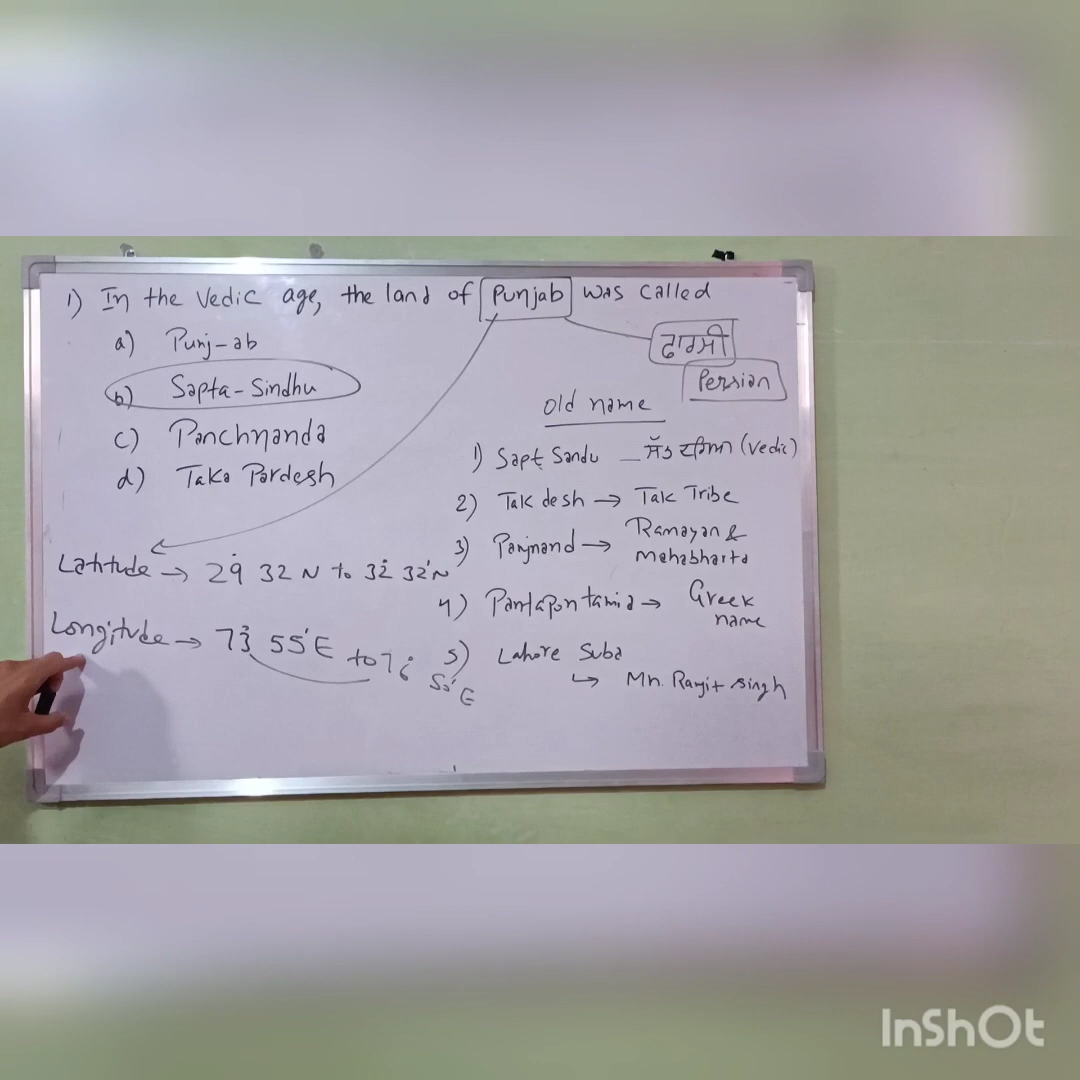 1) In the Vedic age, the land of Punjab was called
a) Punj-ab
b) Sapta-Sindhu
c) Panchnanda
d) Taka Pardesh
ਫਾਰਸੀ
Persian
Old name
1) Sapt Sandu — ਸੱਤ ਦਰਿਆ (Vedic)
2) Tak desh → Tak Tribe
3) Panjnand → Ramayan & Mahabharta
4) Pantapontamia → Greek name
5) Lahore Suba
↳ Mh. Ranjit Singh
Latitude → 29° 32 N to 32° 32'N
Longitude → 73° 55'E to 76° 55'E
InShOt